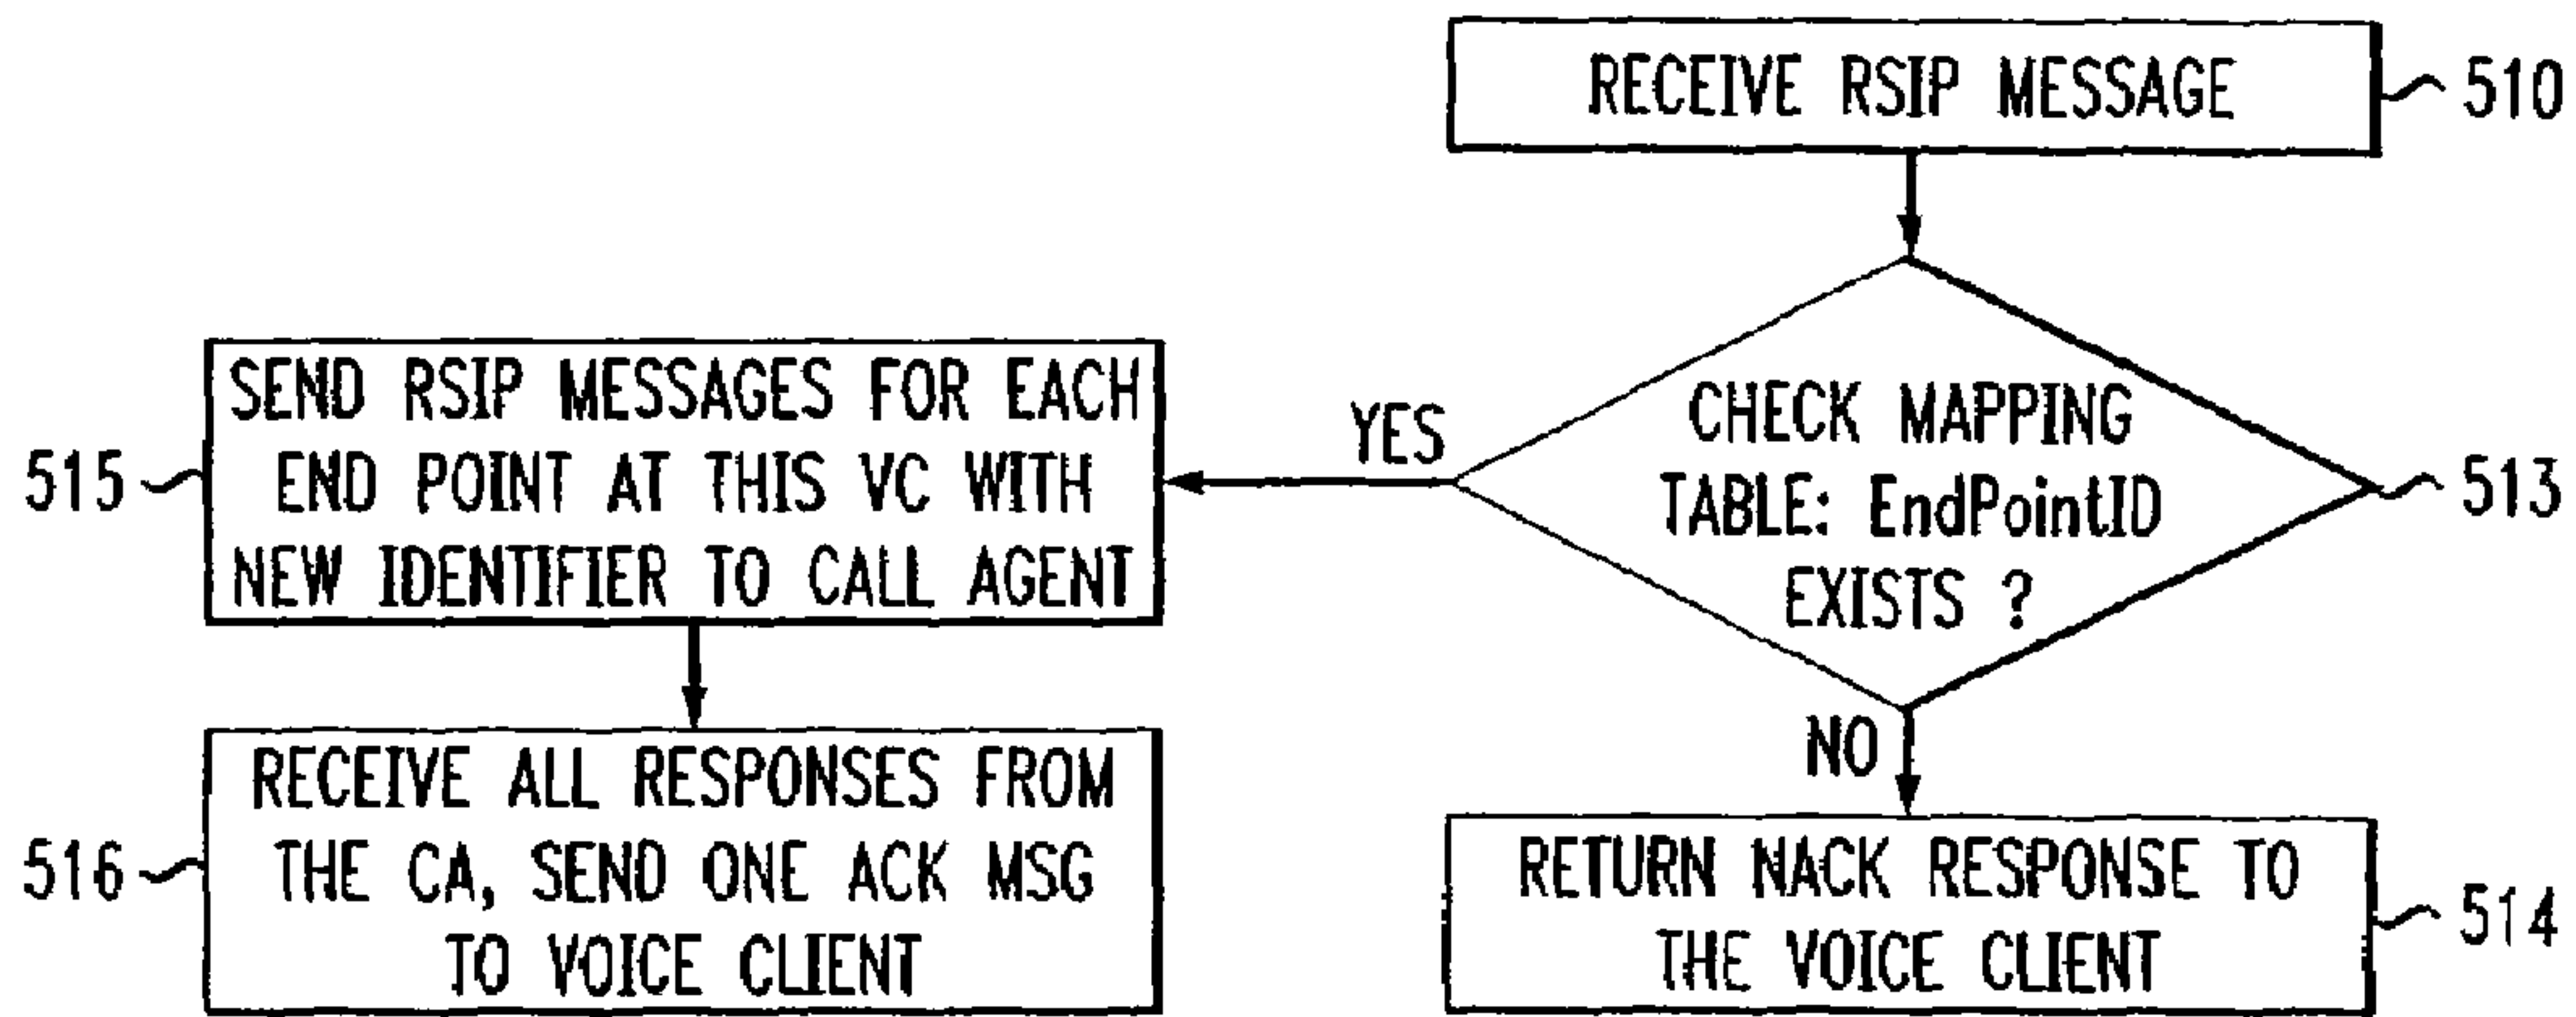 RECEIVE RSIP MESSAGE
510
CHECK MAPPING
TABLE: EndPointID
EXISTS ?
513
YES
NO
SEND RSIP MESSAGES FOR EACH
END POINT AT THIS VC WITH
NEW IDENTIFIER TO CALL AGENT
515
RECEIVE ALL RESPONSES FROM
THE CA, SEND ONE ACK MSG
TO VOICE CLIENT
516
RETURN NACK RESPONSE TO
THE VOICE CLIENT
514